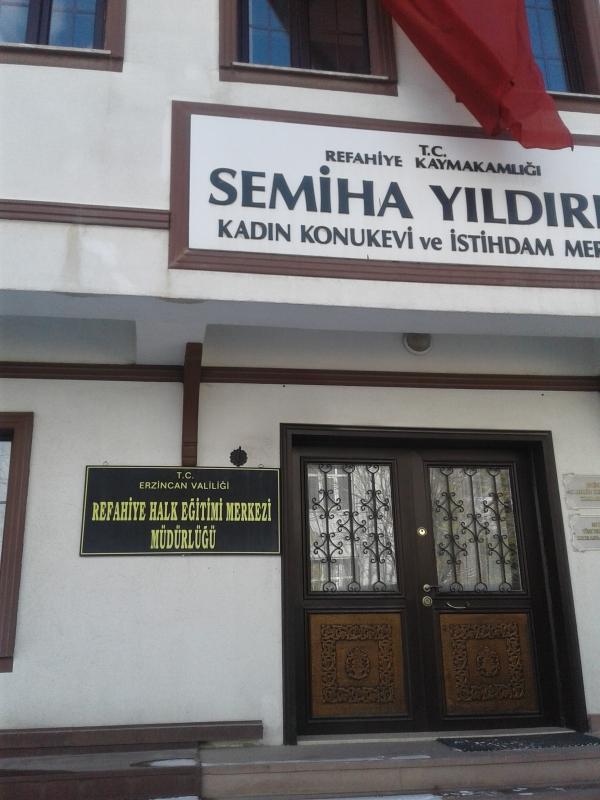 T.C.
REFAHİYE KAYMAKAMLIĞI
SEMİHA YILDIRI
KADIN KONUKEVİ ve İSTİHDAM MER
T.C.
ERZİNCAN VALİLİĞİ
REFAHİYE HALK EĞİTİMİ MERKEZİ
MÜDÜRLÜĞÜ